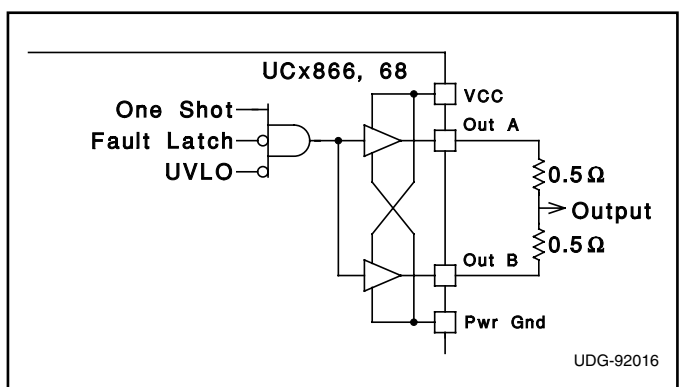 UCx866, 68
VCC
One Shot
Out A
Fault Latch
UVLO
0.5Ω
Output
0.5Ω
Out B
Pwr Gnd
UDG-92016